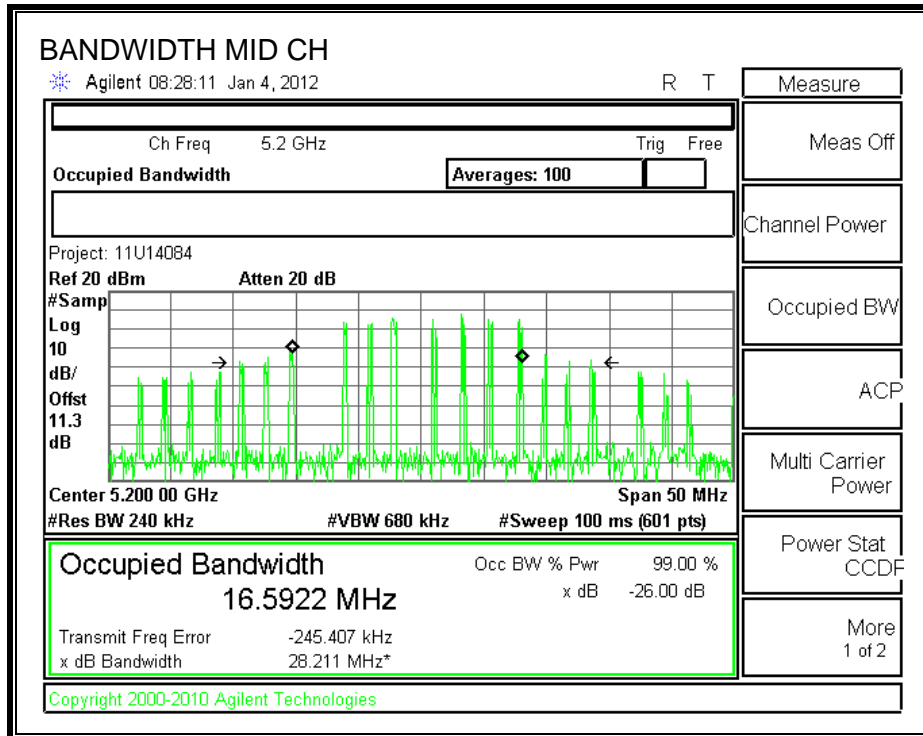 BANDWIDTH MID CH
Agilent 08:28:11 Jan 4, 2012 R T
Measure
Ch Freq 5.2 GHz Trig Free
Meas Off
Occupied Bandwidth Averages: 100
Channel Power
Project: 11U14084
Ref 20 dBm Atten 20 dB
#Samp
Log
10
dB/
Offst
11.3
dB
Occupied BW
ACP
Multi Carrier
Power
Center 5.200 00 GHz Span 50 MHz
#Res BW 240 kHz #VBW 680 kHz #Sweep 100 ms (601 pts)
Power Stat
CCDF
Occupied Bandwidth
16.5922 MHz
Occ BW % Pwr 99.00 %
x dB -26.00 dB
Transmit Freq Error -245.407 kHz
x dB Bandwidth 28.211 MHz*
More
1 of 2
Copyright 2000-2010 Agilent Technologies